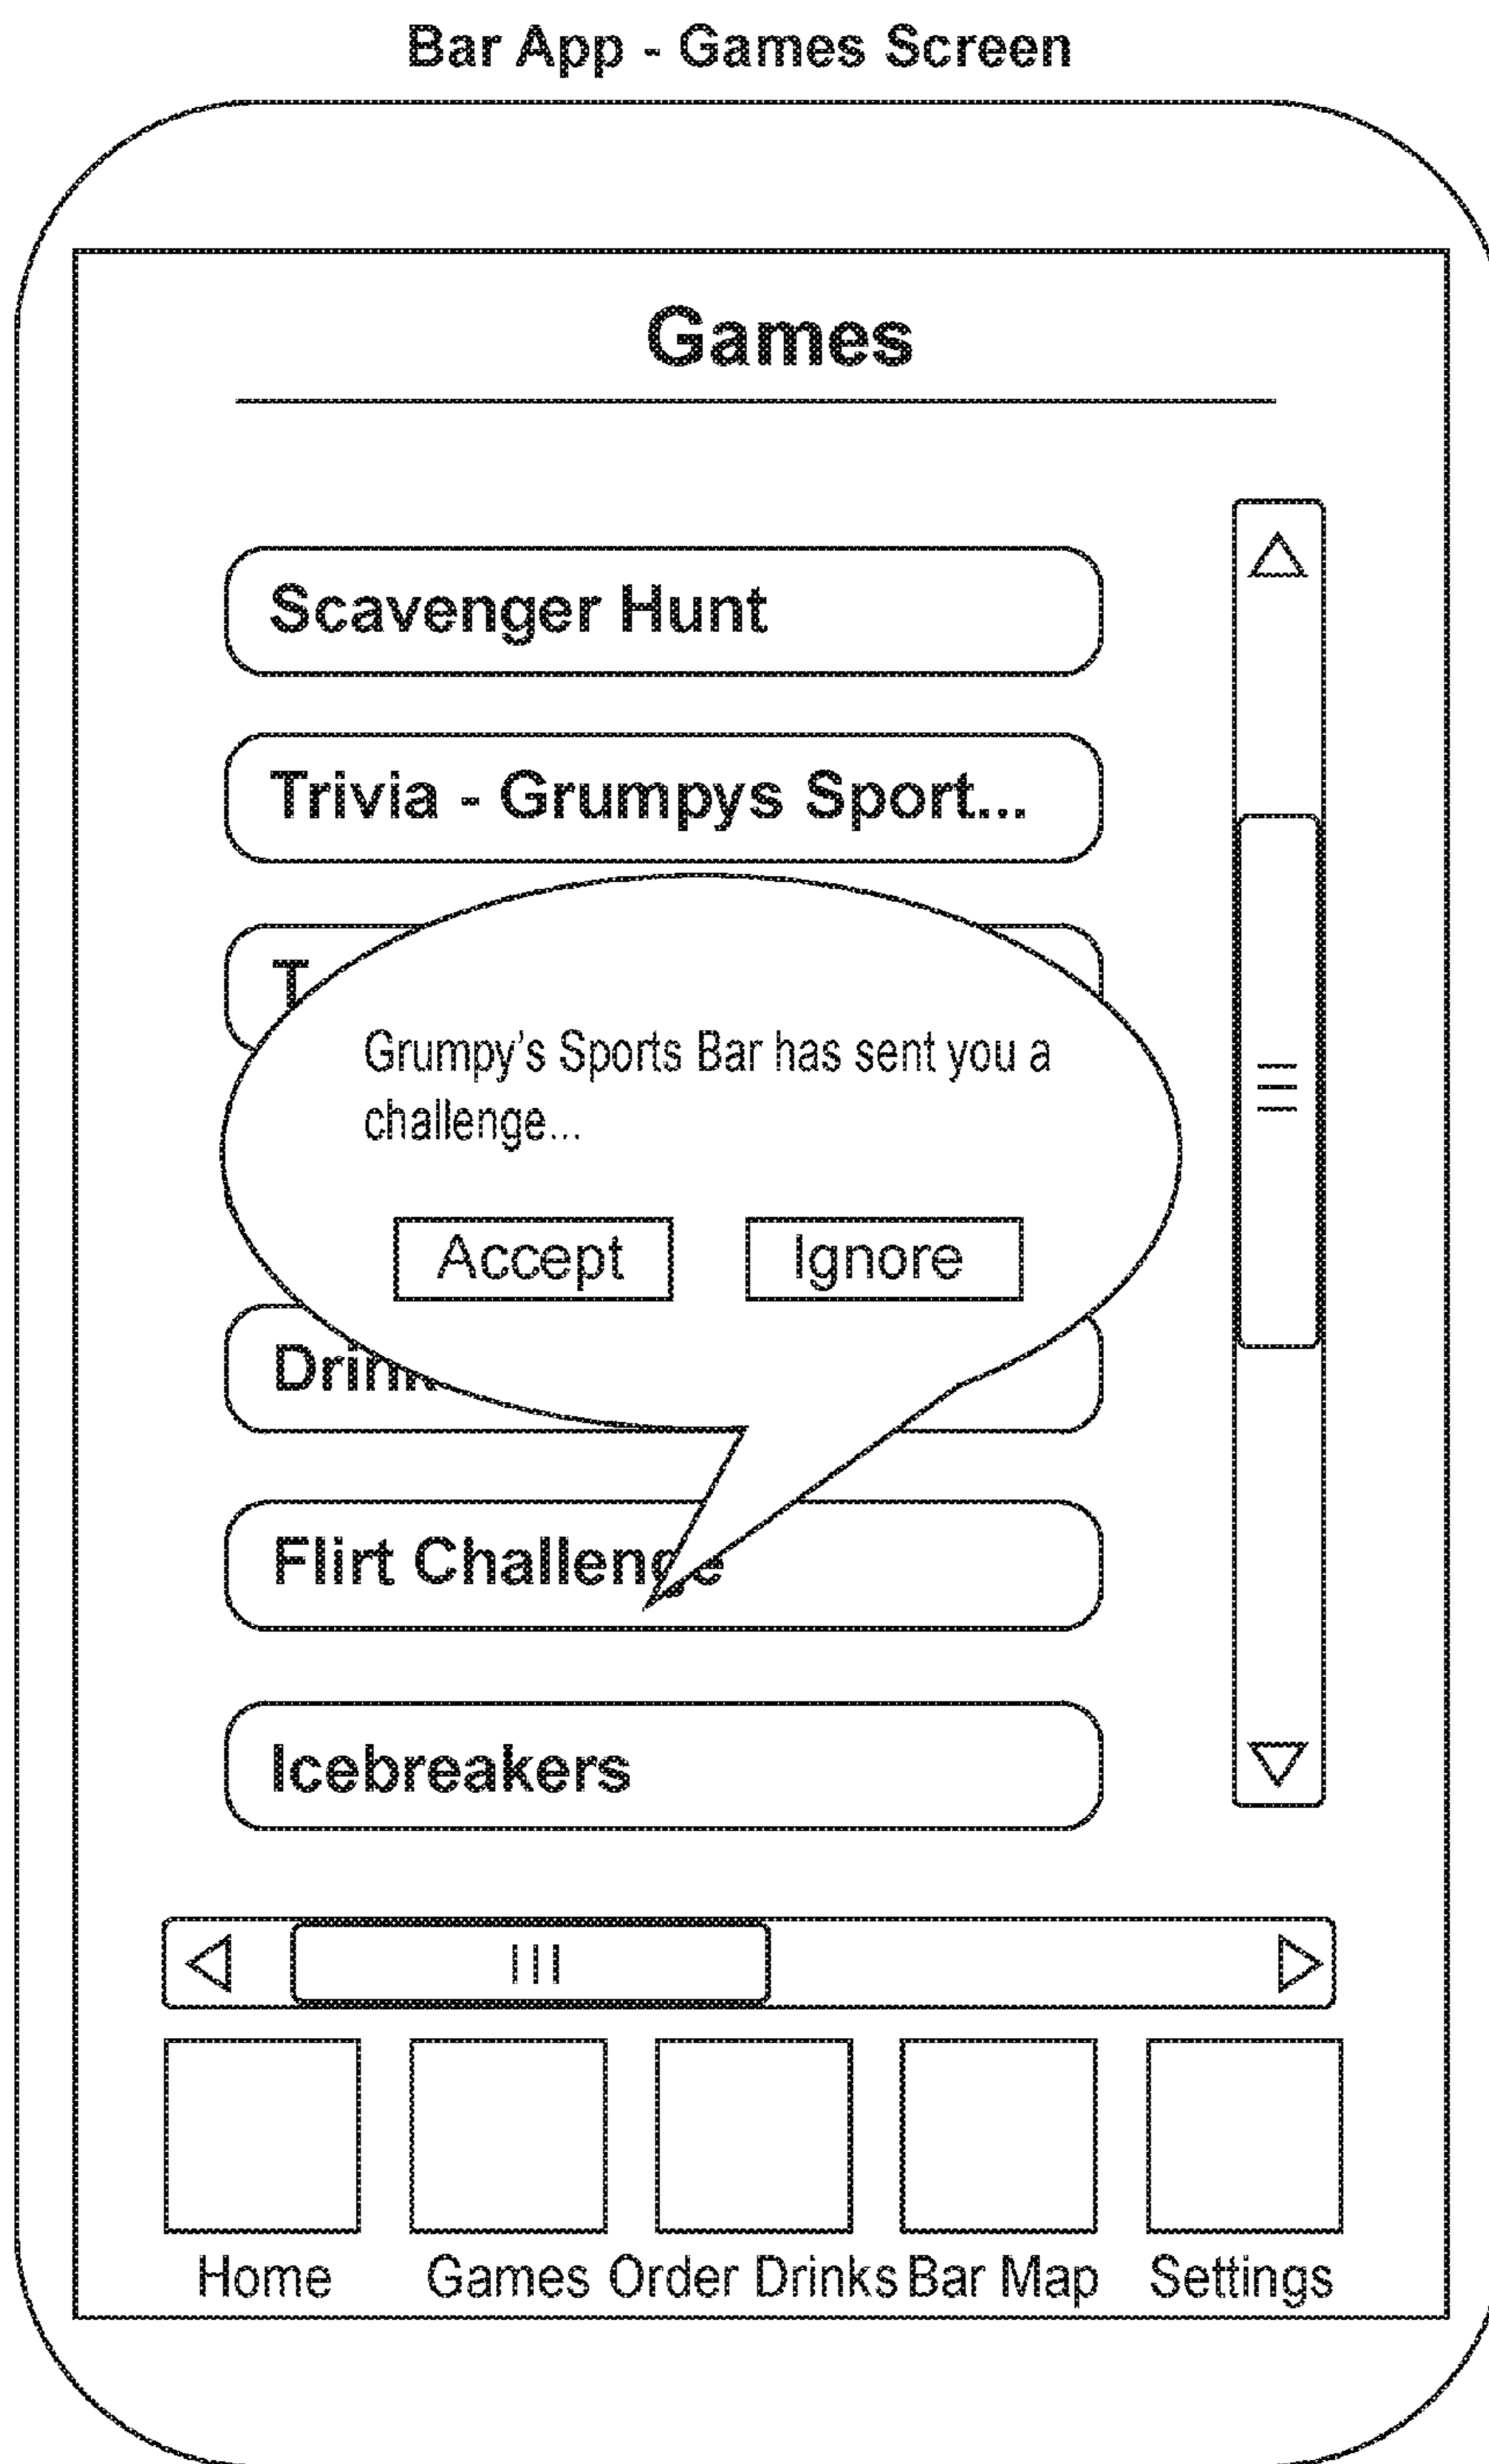 Bar App - Games Screen
Games
Scavenger Hunt
Trivia - Grumpys Sport...
T
Grumpy's Sports Bar has sent you a
challenge...
Accept Ignore
Flirt Challenge
Icebreakers
Home Games Order Drinks Bar Map Settings